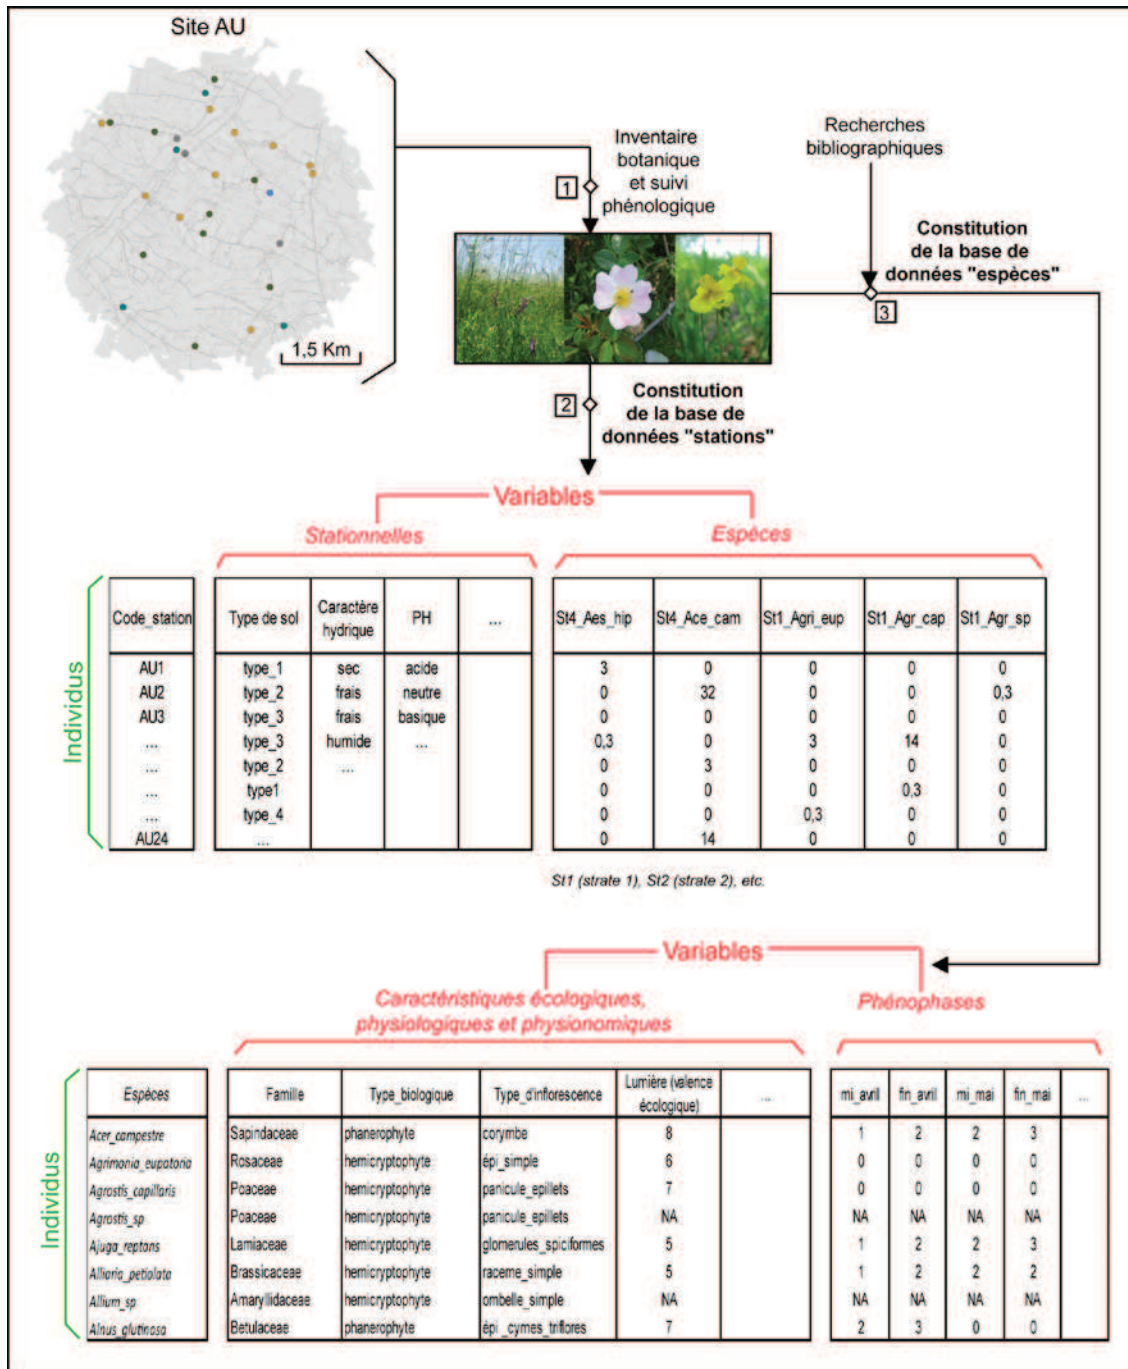 Site AU
1,5 Km
Inventaire
botanique
et suivi
phénologique
1
Recherches
bibliographiques
Constitution
de la base de
données "espèces"
3
2
Constitution
de la base de
données "stations"
Variables
Stationnelles
Espèces
Individus
Code_station Type de sol Caractère hydrique PH ... St4_Aes_hip St4_Ace_cam St1_Agri_eup St1_Agr_cap St1_Agr_sp
AU1 type_1 sec acide 3 0 0 0 0
AU2 type_2 frais neutre 0 32 0 0 0,3
AU3 type_3 frais basique 0 0 0 0 0
... type_3 humide ... 0,3 0 3 14 0
... type_2 ... 0 3 0 0 0
... type1 0 0 0 0,3 0
... type_4 0 0 0,3 0 0
AU24 ... 0 14 0 0 0
St1 (strate 1), St2 (strate 2), etc.
Variables
Caractéristiques écologiques,
physiologiques et physionomiques
Phénophases
Individus
Espèces Famille Type_biologique Type_d'inflorescence Lumière (valence écologique) ... mi_avril fin_avril mi_mai fin_mai ...
Acer_campestre Sapindaceae phanerophyte corymbe 8 1 2 2 3
Agrimonia_eupatoria Rosaceae hemicryptophyte épi_simple 6 0 0 0 0
Agrostis_capillaris Poaceae hemicryptophyte panicule_epillets 7 0 0 0 0
Agrostis_sp Poaceae hemicryptophyte panicule_epillets NA NA NA NA NA
Ajuga_reptans Lamiaceae hemicryptophyte glomerules_spiciformes 5 1 2 2 3
Alliaria_petiolata Brassicaceae hemicryptophyte raceme_simple 5 1 2 2 2
Allium_sp Amaryllidaceae hemicryptophyte ombelle_simple NA NA NA NA NA
Alnus_glutinosa Betulaceae phanerophyte épi_cymes_triflores 7 2 3 0 0